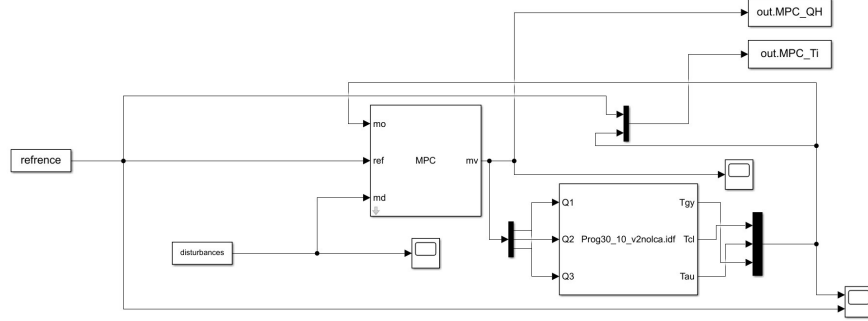 out.MPC_QH
out.MPC_Ti
mo
refrence
ref
MPC
mv
md
Q1
Tgy
disturbances
Q2
Prog30_10_v2nolca.idf
Tcl
Q3
Tau